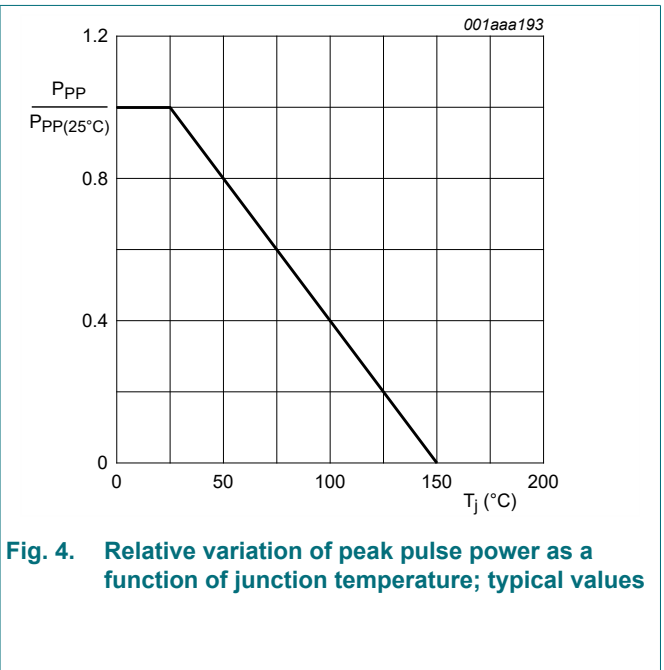 001aaa193
1.2
PPP
PPP(25°C)
0.8
0.4
0
0 50 100 150 200
Tj (°C)
Fig. 4. Relative variation of peak pulse power as a
function of junction temperature; typical values